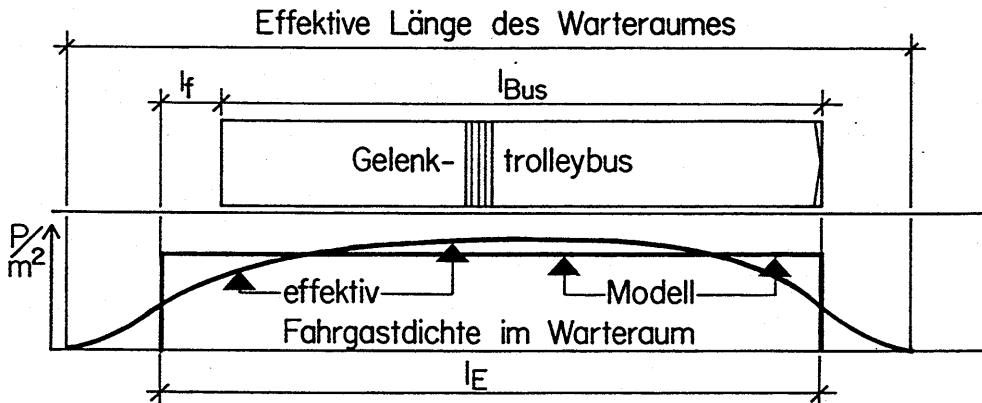 Effektive Länge des Warteraumes
lf
lBus
Gelenk- trolleybus
P/m²
effektiv
Modell
Fahrgastdichte im Warteraum
lE